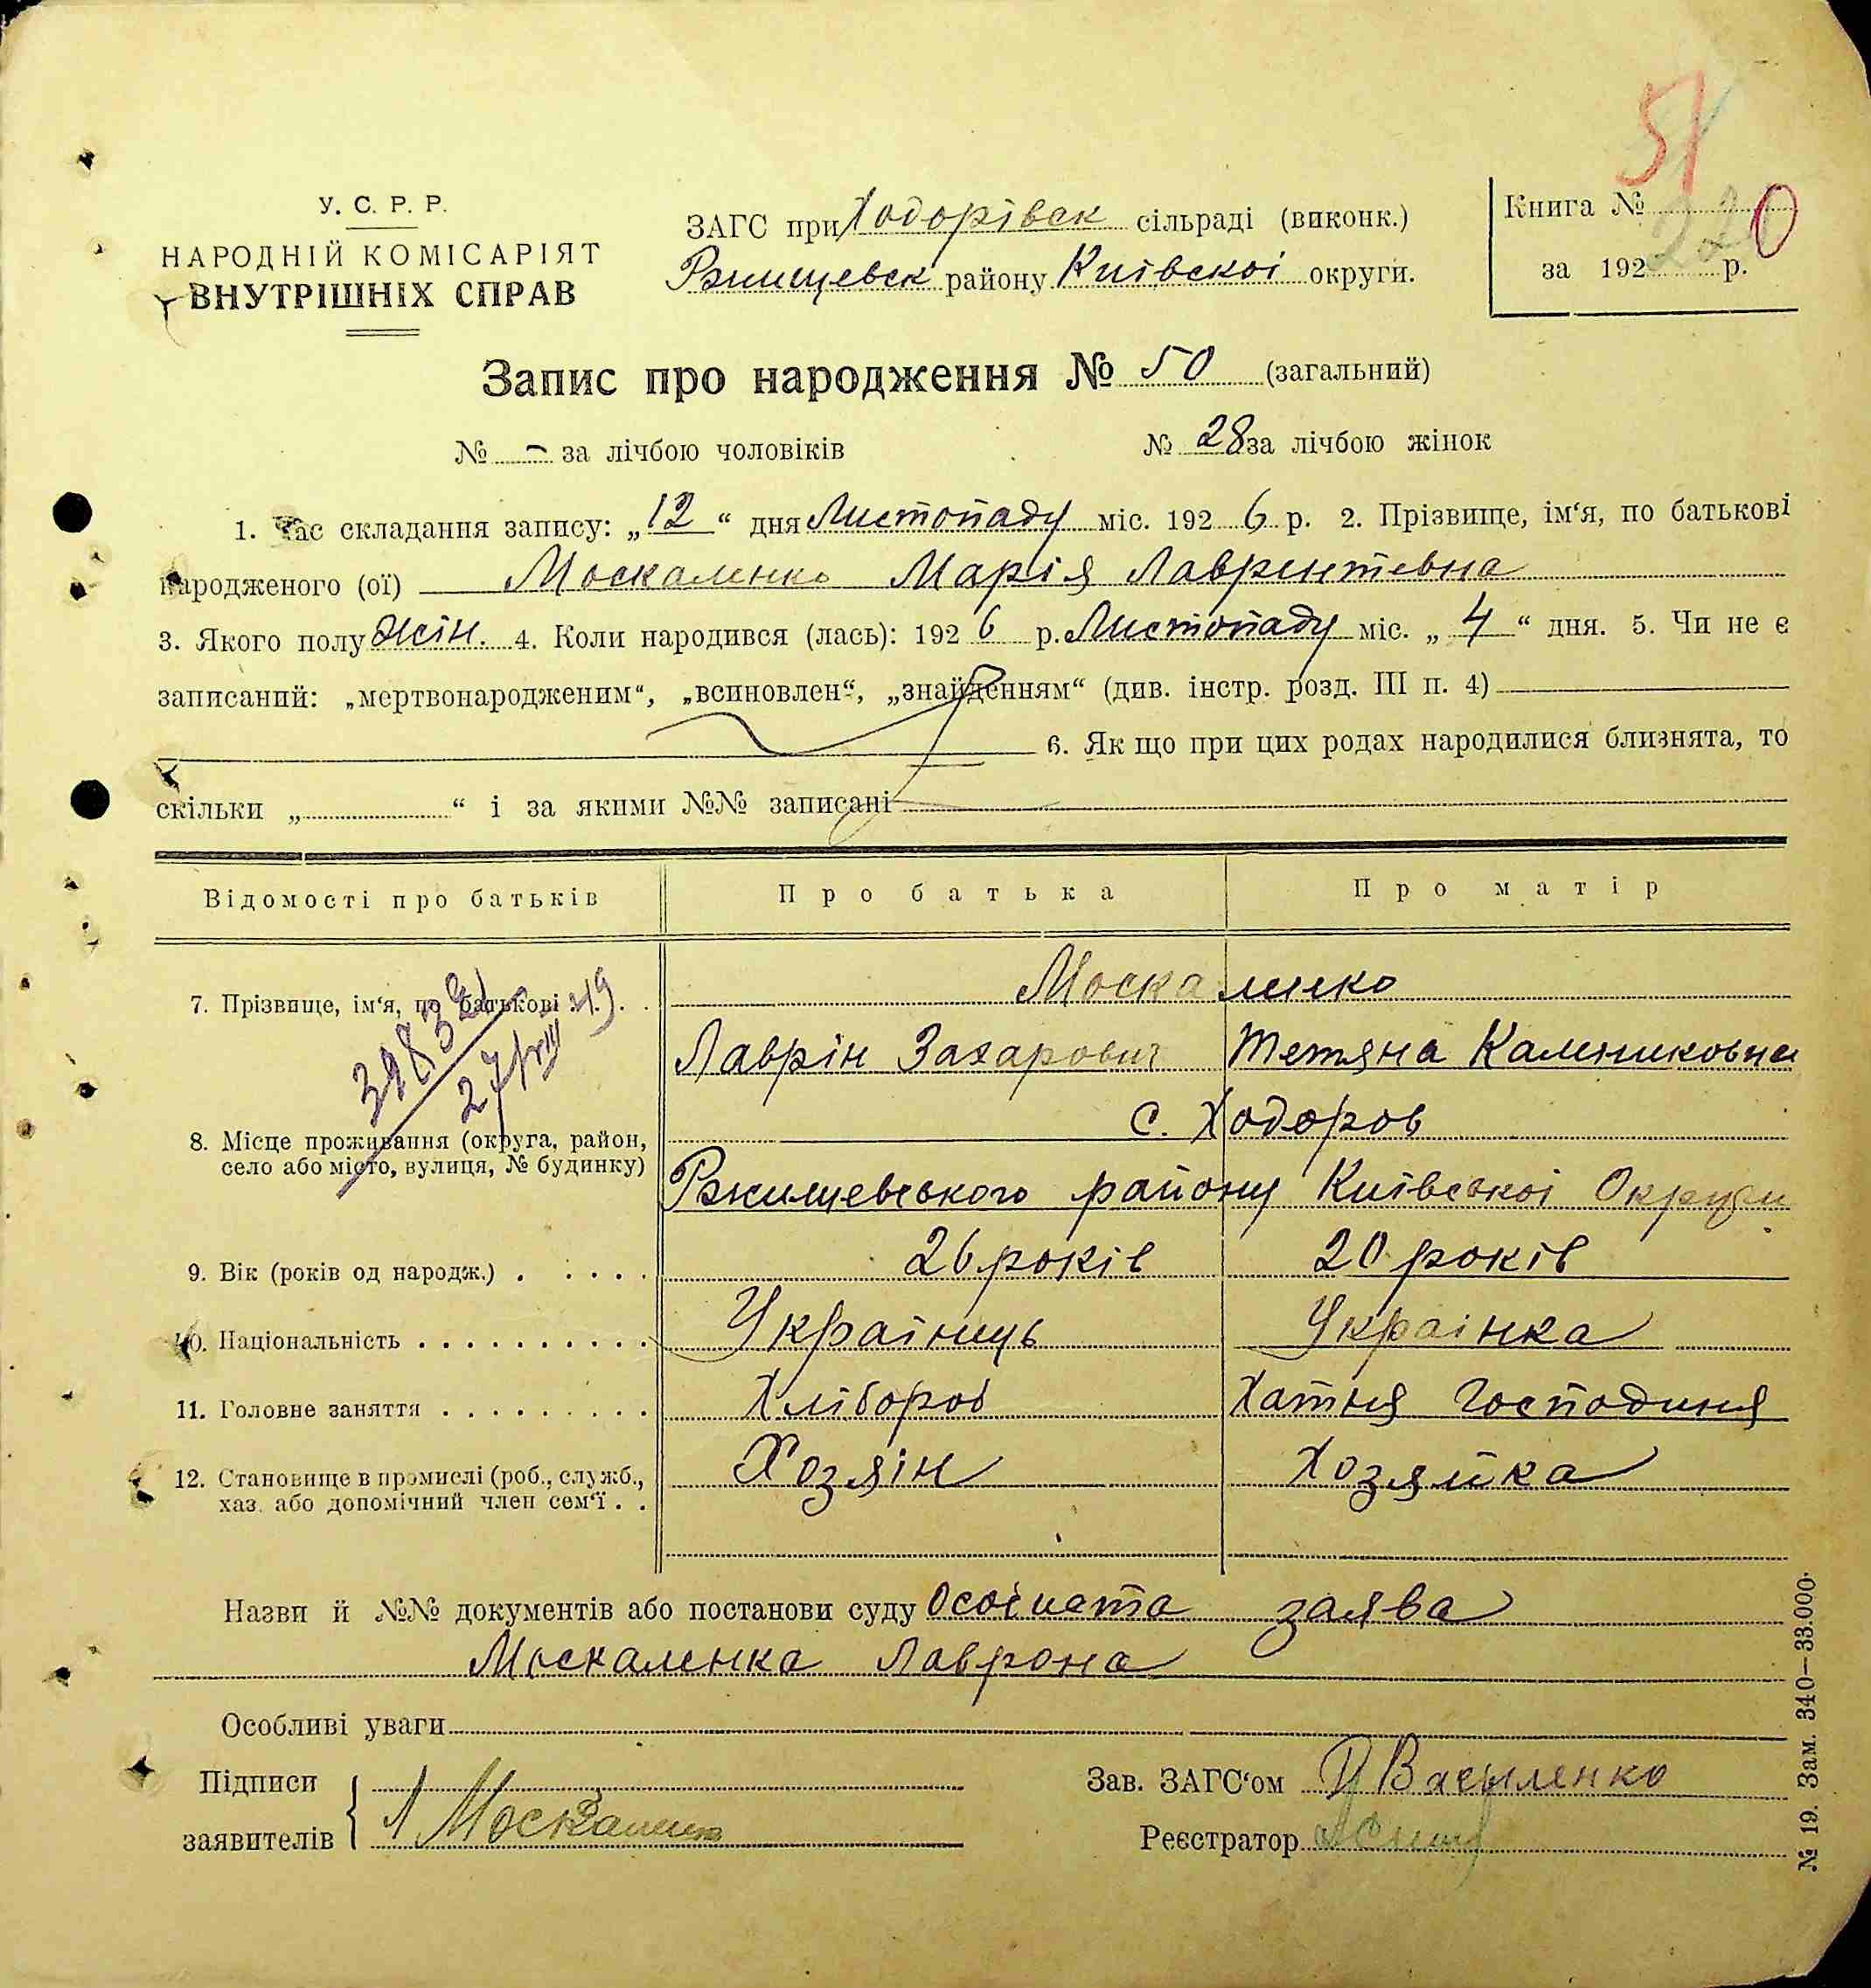 51
У. С. Р. Р.
НАРОДНІЙ КОМІСАРІЯТ
ВНУТРІШНІХ СПРАВ
ЗАГС при Ходорівск сільраді (виконк.)
Ржищевск району Київскоі округи.
Книга №
за 192 р.
Запис про народження № 50 (загальний)
№ - за лічбою чоловіків № 28 за лічбою жінок
1. Час складання запису: „12“ дня Листопаду міс. 1926 р. 2. Прізвище, ім‘я, по батькові
народженого (ої) Москаленко Марія Лаврентевна
3. Якого полу жін. 4. Коли народився (лась): 1926 р. Листопаду міс. „4“ дня. 5. Чи не є
записаний: „мертвонародженим“, „всиновлен“, „знайденням“ (див. інстр. розд. III п. 4)
6. Як що при цих родах народилися близнята, то
скільки „ “ і за якими №№ записані
Відомості про батьків Про батька Про матір
7. Прізвище, ім‘я, по батькові Москаленко
Лаврін Захарович Тетяна Калениковна
8. Місце проживання (округа, район, село або місто, вулиця, № будинку) с. Ходоров
Ржищевського району Київськоі Округи
9. Вік (років од народж.) . . . . . 26 років 20 років
10. Національність . . . . . . . . . . Українець Украінка
11. Головне заняття . . . . . . . . . Хлібороб Хатня Господиня
12. Становище в промислі (роб., служб., Хозяін Хозяйка
хаз. або допомічний член сем‘ї . .
Назви й №№ документів або постанови суду Особиста заява
Москаленка Лаврона
Особливі уваги
Підписи
заявителів Л Москаленко
Зав. ЗАГС‘ом Василенко
Реєстратор
№ 19. Зам. 340—33.000.